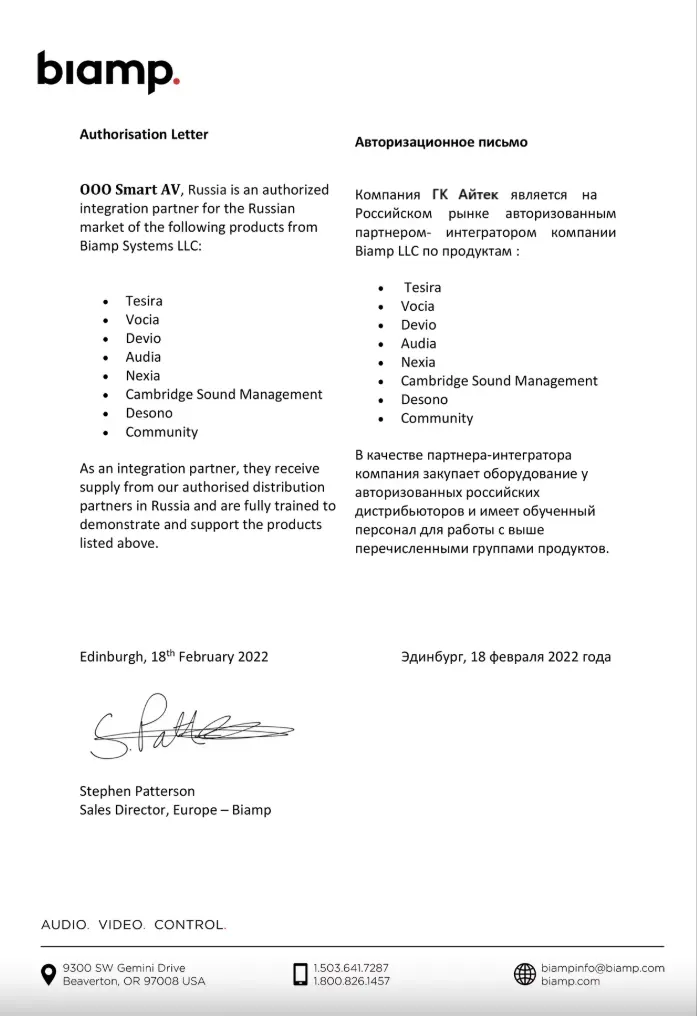 biamp.
Authorisation Letter
OOO Smart AV, Russia is an authorized
integration partner for the Russian
market of the following products from
Biamp Systems LLC:
• Tesira
• Vocia
• Devio
• Audia
• Nexia
• Cambridge Sound Management
• Desono
• Community
As an integration partner, they receive
supply from our authorised distribution
partners in Russia and are fully trained to
demonstrate and support the products
listed above.
Авторизационное письмо
Компания ГК Айтек является на
Российском рынке авторизованным
партнером- интегратором компании
Biamp LLC по продуктам :
• Tesira
• Vocia
• Devio
• Audia
• Nexia
• Cambridge Sound Management
• Desono
• Community
В качестве партнера-интегратора
компания закупает оборудование у
авторизованных российских
дистрибьюторов и имеет обученный
персонал для работы с выше
перечисленными группами продуктов.
Edinburgh, 18th February 2022
Эдинбург, 18 февраля 2022 года
S. Patt
Stephen Patterson
Sales Director, Europe – Biamp
AUDIO. VIDEO. CONTROL.
9300 SW Gemini Drive
Beaverton, OR 97008 USA
1.503.641.7287
1.800.826.1457
biampinfo@biamp.com
biamp.com